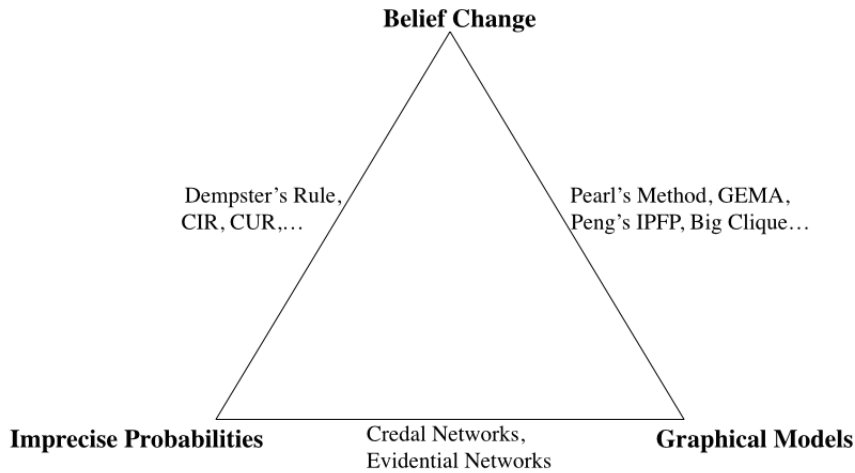 Belief Change
Dempster's Rule,
CIR, CUR,...
Pearl's Method, GEMA,
Peng's IPFP, Big Clique...
Imprecise Probabilities
Credal Networks,
Evidential Networks
Graphical Models